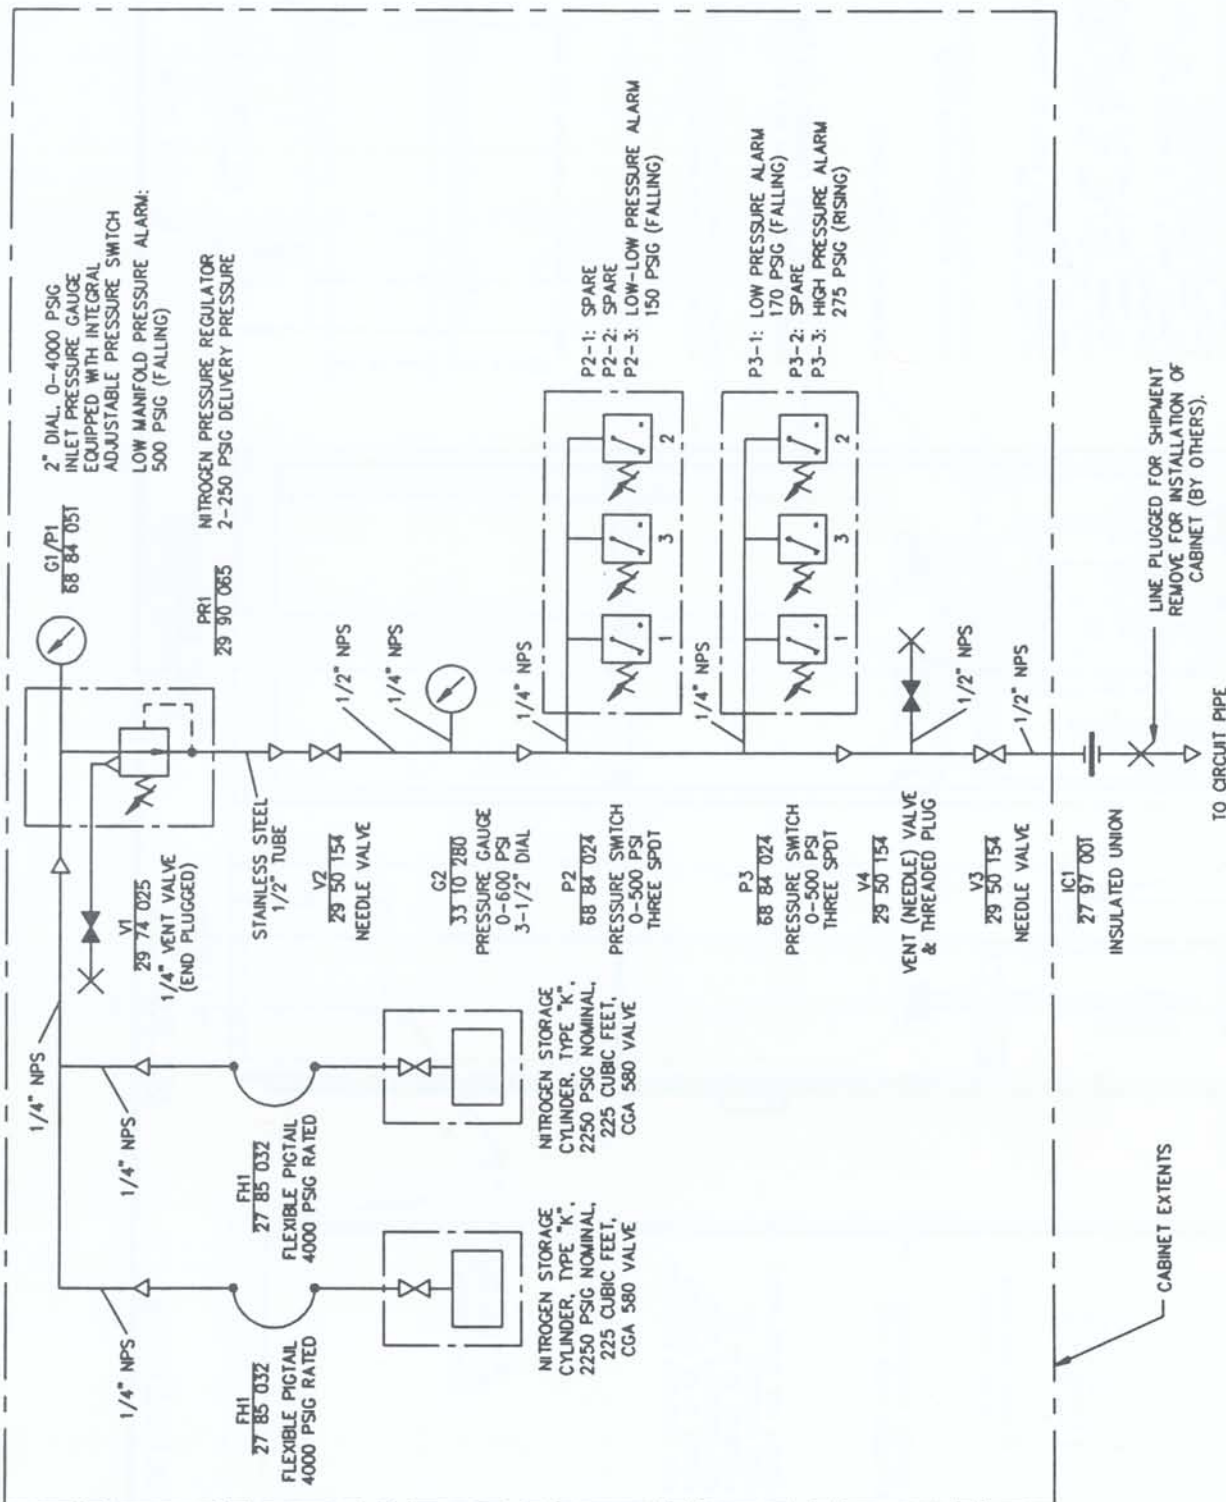 G1/P1
68 84 051
2" DIAL, 0-4000 PSIG
INLET PRESSURE GAUGE
EQUIPPED WITH INTEGRAL
ADJUSTABLE PRESSURE SWITCH
LOW MANIFOLD PRESSURE ALARM:
500 PSIG (FALLING)
PR1
29 90 065
NITROGEN PRESSURE REGULATOR
2-250 PSIG DELIVERY PRESSURE
1/4" NPS
1/4" NPS
1/4" NPS
V1
29 74 025
1/4" VENT VALVE
(END PLUGGED)
FH1
27 85 032
FLEXIBLE PIGTAIL
4000 PSIG RATED
FH1
27 85 032
FLEXIBLE PIGTAIL
4000 PSIG RATED
NITROGEN STORAGE
CYLINDER, TYPE "K",
2250 PSIG NOMINAL,
225 CUBIC FEET,
CGA 580 VALVE
NITROGEN STORAGE
CYLINDER, TYPE "K",
2250 PSIG NOMINAL,
225 CUBIC FEET,
CGA 580 VALVE
STAINLESS STEEL
1/2" TUBE
V2
29 50 154
NEEDLE VALVE
1/2" NPS
1/4" NPS
G2
33 10 280
PRESSURE GAUGE
0-600 PSI
3-1/2" DIAL
1/4" NPS
P2
68 84 024
PRESSURE SWITCH
0-500 PSI
THREE SPDT
1
3
2
P2-1: SPARE
P2-2: SPARE
P2-3: LOW-LOW PRESSURE ALARM
150 PSIG (FALLING)
1/4" NPS
P3
68 84 024
PRESSURE SWITCH
0-500 PSI
THREE SPDT
1
3
2
P3-1: LOW PRESSURE ALARM
170 PSIG (FALLING)
P3-2: SPARE
P3-3: HIGH PRESSURE ALARM
275 PSIG (RISING)
V4
29 50 154
VENT (NEEDLE) VALVE
& THREADED PLUG
1/2" NPS
V3
29 50 154
NEEDLE VALVE
1/2" NPS
IC1
27 97 001
INSULATED UNION
LINE PLUGGED FOR SHIPMENT
REMOVE FOR INSTALLATION OF
CABINET (BY OTHERS).
TO CIRCUIT PIPE
CABINET EXTENTS